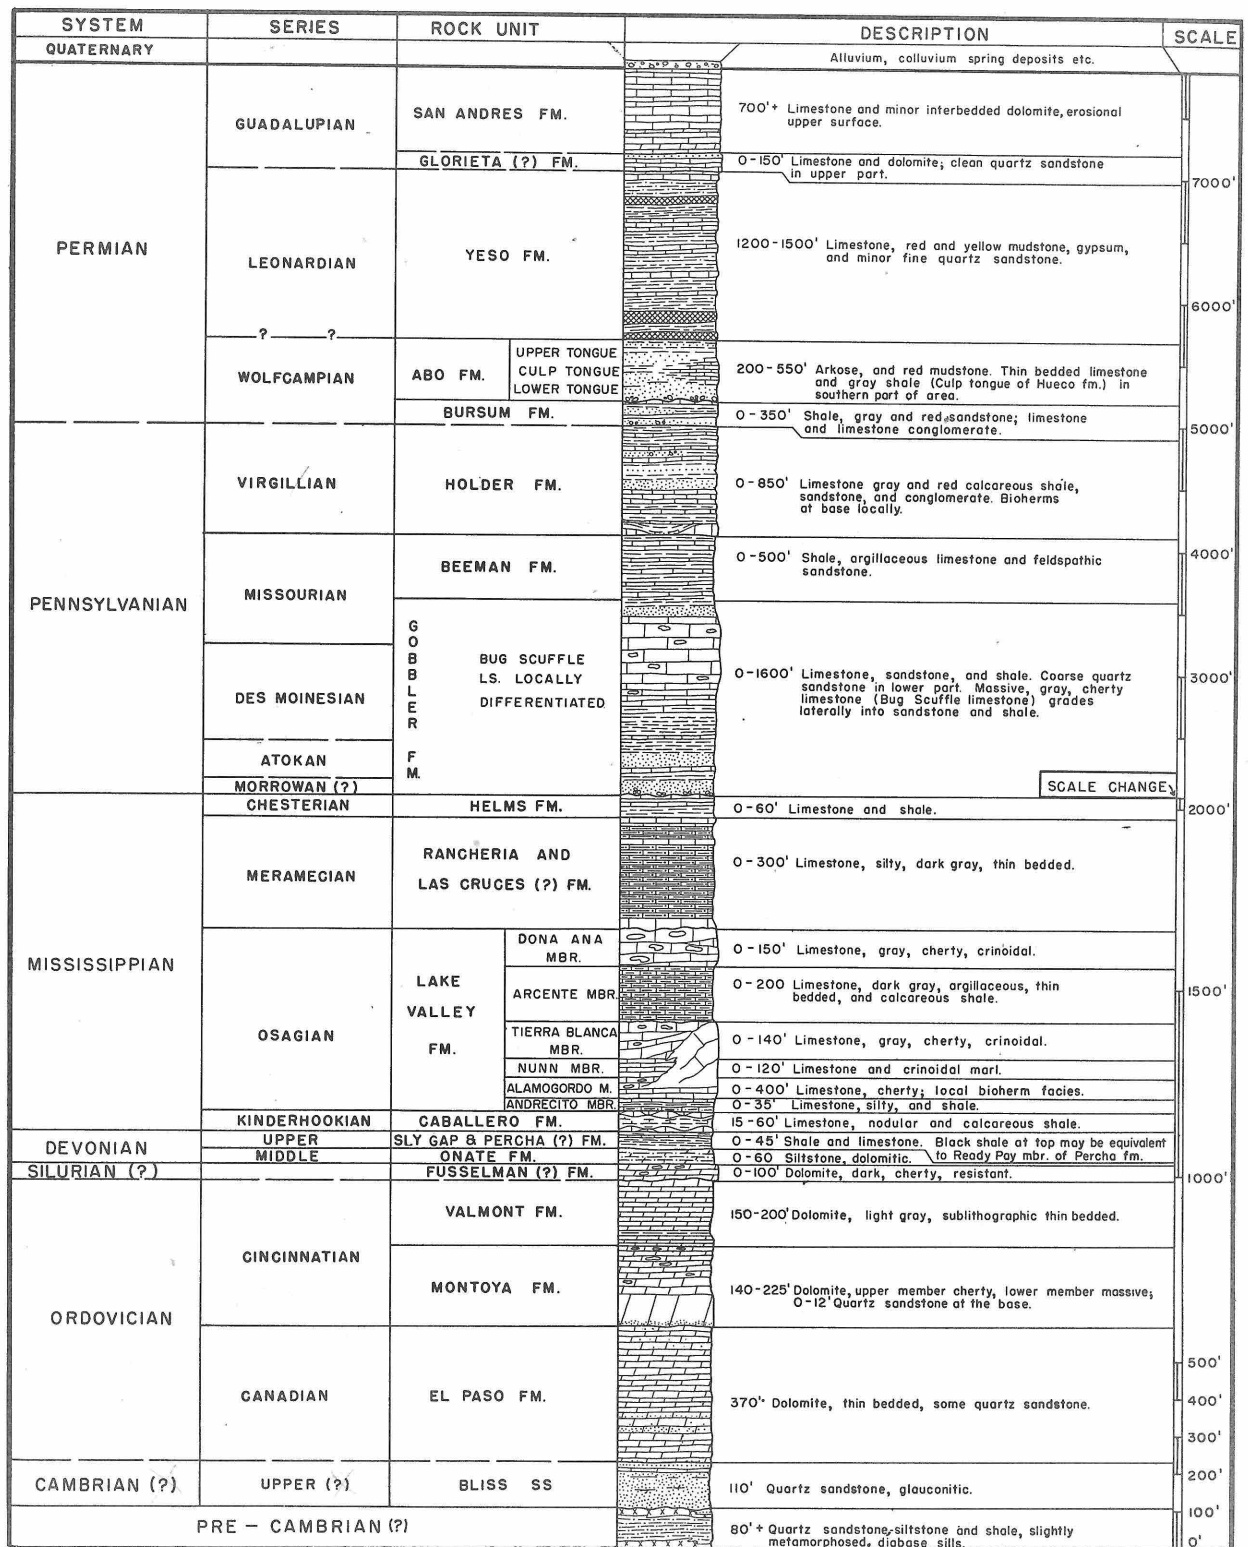 SYSTEM SERIES ROCK UNIT DESCRIPTION SCALE
QUATERNARY Alluvium, colluvium spring deposits etc.
PERMIAN
GUADALUPIAN
SAN ANDRES FM.
700'+ Limestone and minor interbedded dolomite, erosional
upper surface.
GLORIETA (?) FM.
0-150' Limestone and dolomite; clean quartz sandstone
in upper part.
7000'
LEONARDIAN
YESO FM.
1200-1500' Limestone, red and yellow mudstone, gypsum,
and minor fine quartz sandstone.
6000'
? ?
WOLFCAMPIAN
ABO FM.
UPPER TONGUE
CULP TONGUE
LOWER TONGUE
200-550' Arkose, and red mudstone. Thin bedded limestone
and gray shale (Culp tongue of Hueco fm.) in
southern part of area.
BURSUM FM.
0-350' Shale, gray and red sandstone; limestone
and limestone conglomerate.
5000'
PENNSYLVANIAN
VIRGILLIAN
HOLDER FM.
0-850' Limestone gray and red calcareous shale,
sandstone, and conglomerate. Bioherms
at base locally.
4000'
MISSOURIAN
BEEMAN FM.
0-500' Shale, argillaceous limestone and feldspathic
sandstone.
DES MOINESIAN
ATOKAN
MORROWAN (?)
GOBBLER FM.
BUG SCUFFLE
LS. LOCALLY
DIFFERENTIATED
0-1600' Limestone, sandstone, and shale. Coarse quartz
sandstone in lower part. Massive, gray, cherty
limestone (Bug Scuffle limestone) grades
laterally into sandstone and shale.
3000'
SCALE CHANGE
2000'
MISSISSIPPIAN
CHESTERIAN
HELMS FM.
0-60' Limestone and shale.
MERAMECIAN
RANCHERIA AND
LAS CRUCES (?) FM.
0-300' Limestone, silty, dark gray, thin bedded.
OSAGIAN
LAKE
VALLEY
FM.
DONA ANA
MBR.
0-150' Limestone, gray, cherty, crinoidal.
ARCENTE MBR.
0-200 Limestone, dark gray, argillaceous, thin
bedded, and calcareous shale.
1500'
TIERRA BLANCA
MBR.
0-140' Limestone, gray, cherty, crinoidal.
NUNN MBR.
0-120' Limestone and crinoidal marl.
ALAMOGORDO M.
0-400' Limestone, cherty; local bioherm facies.
ANDRECITO MBR.
0-35' Limestone, silty, and shale.
KINDERHOOKIAN
CABALLERO FM.
15-60' Limestone, nodular and calcareous shale.
DEVONIAN
UPPER
SLY GAP & PERCHA (?) FM.
0-45' Shale and limestone. Black shale at top may be equivalent
to Ready Pay mbr. of Percha fm.
MIDDLE
ONATE FM.
0-60 Siltstone, dolomitic.
SILURIAN (?)
FUSSELMAN (?) FM.
0-100' Dolomite, dark, cherty, resistant.
1000'
ORDOVICIAN
CINCINNATIAN
VALMONT FM.
150-200' Dolomite, light gray, sublithographic thin bedded.
MONTOYA FM.
140-225' Dolomite, upper member cherty, lower member massive;
0-12' Quartz sandstone at the base.
CANADIAN
EL PASO FM.
370'· Dolomite, thin bedded, some quartz sandstone.
500'
400'
300'
CAMBRIAN (?)
UPPER (?)
BLISS SS
110' Quartz sandstone, glauconitic.
200'
100'
PRE - CAMBRIAN (?)
80'+ Quartz sandstone, siltstone and shale, slightly
metamorphosed, diabase sills.
0'